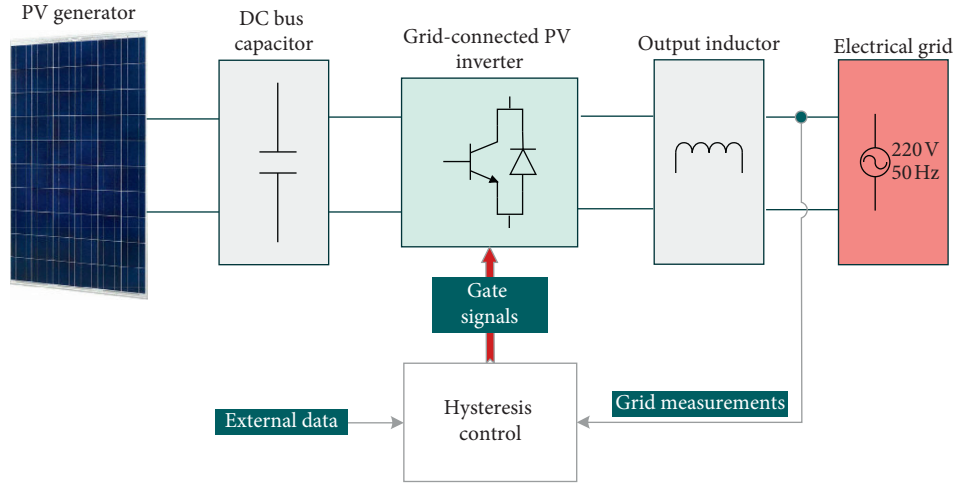 PV generator
DC bus
capacitor
Grid-connected PV
inverter
Output inductor
Electrical grid
220 V
50 Hz
Gate
signals
Hysteresis
control
External data
Grid measurements